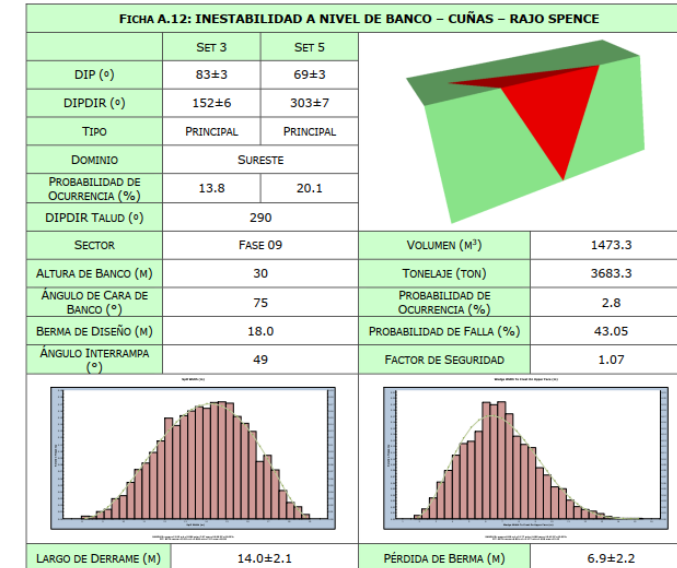 FICHA A.12: INESTABILIDAD A NIVEL DE BANCO – CUÑAS – RAJO SPENCE
SET 3 SET 5
DIP (º) 83±3 69±3
DIPDIR (º) 152±6 303±7
TIPO PRINCIPAL PRINCIPAL
DOMINIO SURESTE
PROBABILIDAD DE OCURRENCIA (%) 13.8 20.1
DIPDIR TALUD (º) 290
SECTOR FASE 09 VOLUMEN (M³) 1473.3
ALTURA DE BANCO (M) 30 TONELAJE (TON) 3683.3
ÁNGULO DE CARA DE BANCO (°) 75 PROBABILIDAD DE OCURRENCIA (%) 2.8
BERMA DE DISEÑO (M) 18.0 PROBABILIDAD DE FALLA (%) 43.05
ÁNGULO INTERRAMPA (°) 49 FACTOR DE SEGURIDAD 1.07
LARGO DE DERRAME (M) 14.0±2.1 PÉRDIDA DE BERMA (M) 6.9±2.2